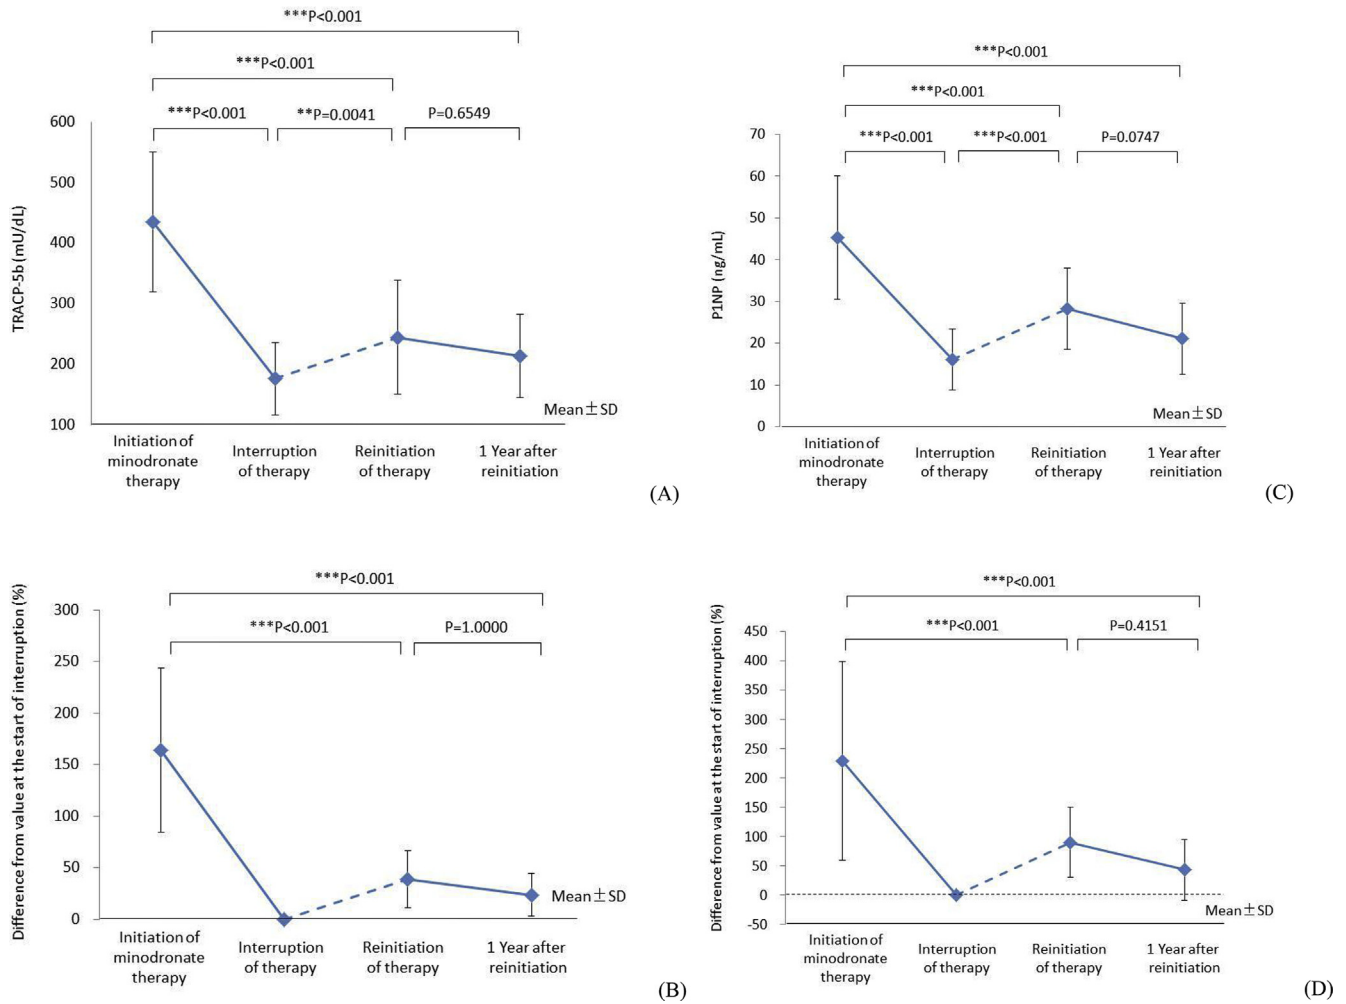 ***P<0.001
***P<0.001
***P<0.001
**P=0.0041
P=0.6549
TRACP-5b (mU/dL)
600
500
400
300
200
100
Mean±SD
Initiation of
minodronate
therapy
Interruption
of therapy
Reinitiation
of therapy
1 Year after
reinitiation
(A)
***P<0.001
***P<0.001
***P<0.001
***P<0.001
P=0.0747
P1NP (ng/mL)
70
60
50
40
30
20
10
0
Mean±SD
Initiation of
minodronate
therapy
Interruption
of therapy
Reinitiation
of therapy
1 Year after
reinitiation
(C)
***P<0.001
***P<0.001
P=1.0000
Difference from value at the start of interruption (%)
300
250
200
150
100
50
0
Mean±SD
Initiation of
minodronate
therapy
Interruption
of therapy
Reinitiation
of therapy
1 Year after
reinitiation
(B)
***P<0.001
***P<0.001
P=0.4151
Difference from value at the start of interruption (%)
450
400
350
300
250
200
150
100
50
0
-50
Mean±SD
Initiation of
minodronate
therapy
Interruption
of therapy
Reinitiation
of therapy
1 Year after
reinitiation
(D)